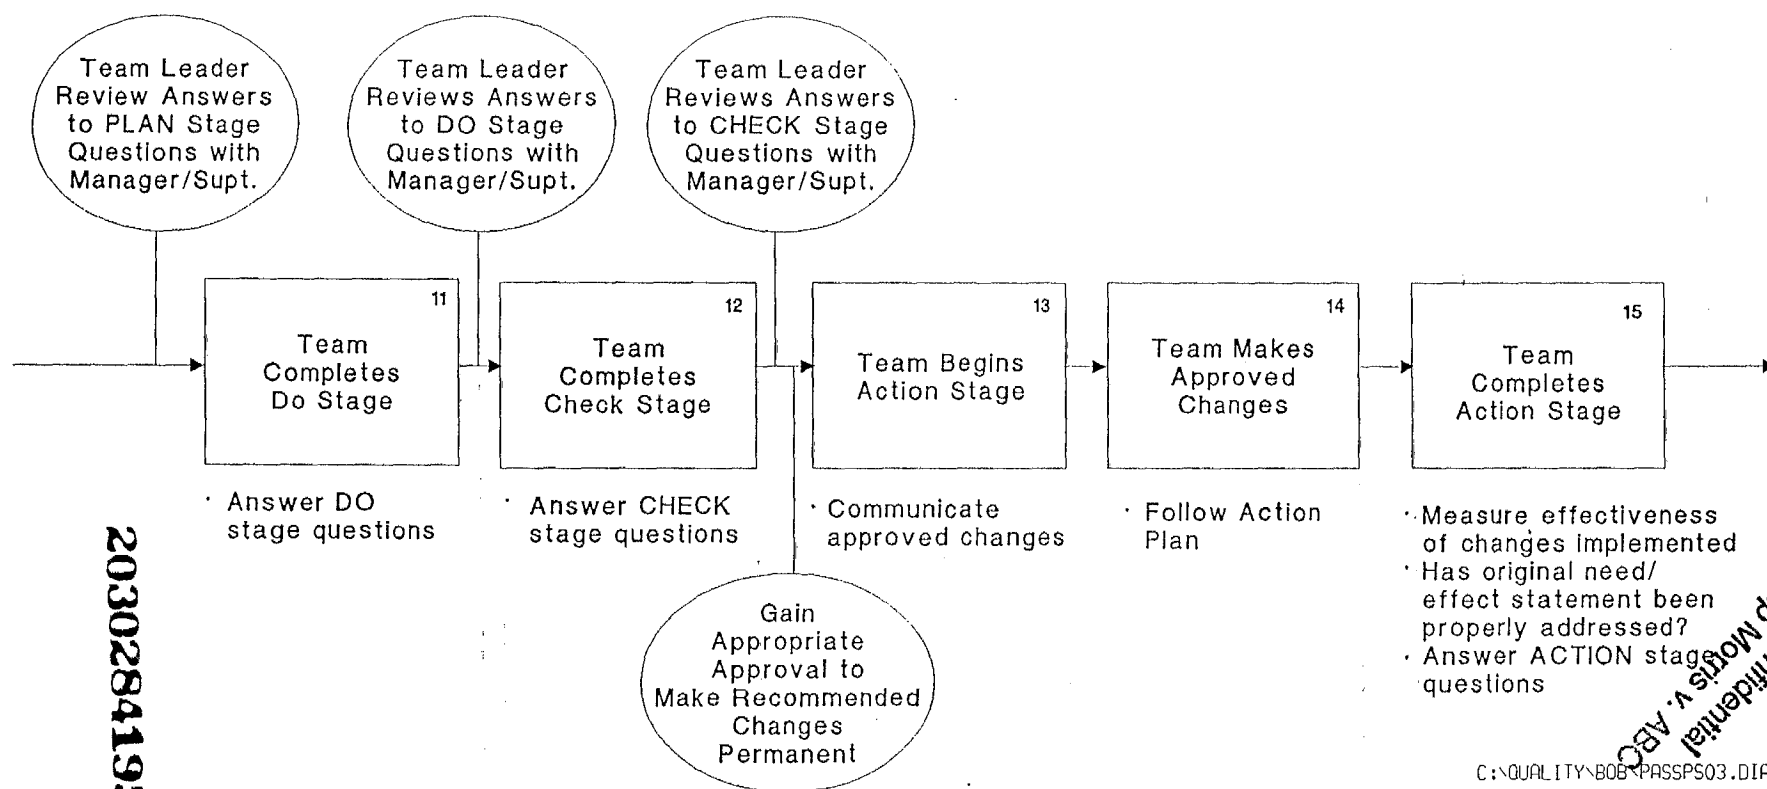 Team Leader
Review Answers
to PLAN Stage
Questions with
Manager/Supt.
Team Leader
Reviews Answers
to DO Stage
Questions with
Manager/Supt.
Team Leader
Reviews Answers
to CHECK Stage
Questions with
Manager/Supt.
11
Team
Completes
Do Stage
12
Team
Completes
Check Stage
13
Team Begins
Action Stage
14
Team Makes
Approved
Changes
15
Team
Completes
Action Stage
· Answer DO
stage questions
· Answer CHECK
stage questions
· Communicate
approved changes
· Follow Action
Plan
· Measure effectiveness
of changes implemented
· Has original need/
effect statement been
properly addressed?
· Answer ACTION stage
questions
Gain
Appropriate
Approval to
Make Recommended
Changes
Permanent
Morris v. ABC
C:\QUALITY\BOB\PASSPS03.DIA